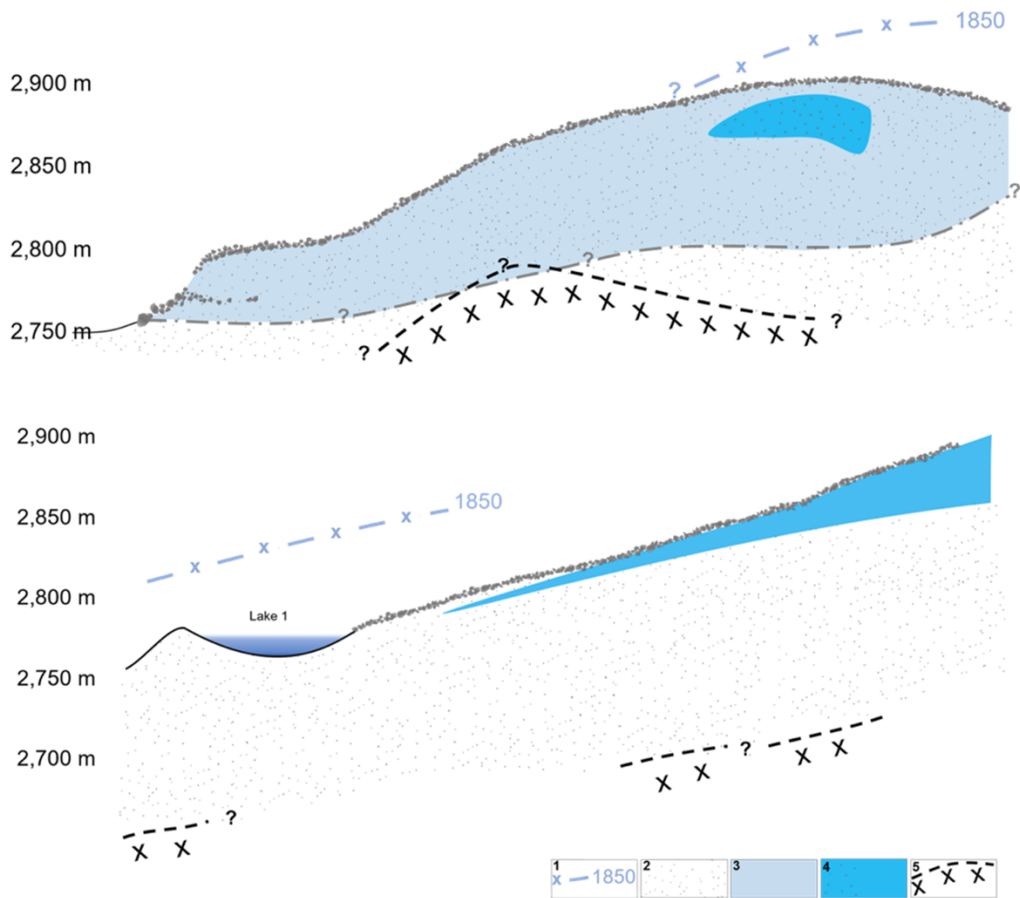 1850
2,900 m
?
2,850 m
?
2,800 m
?
?
?
2,750 m
?
?
x x x
X X X X X X X X X X X X X
2,900 m
1850
2,850 m
x x x x
2,800 m
Lake 1
2,750 m
2,700 m
?
X X X X
?
X X
1 2 3 4 5
x 1850
X X X